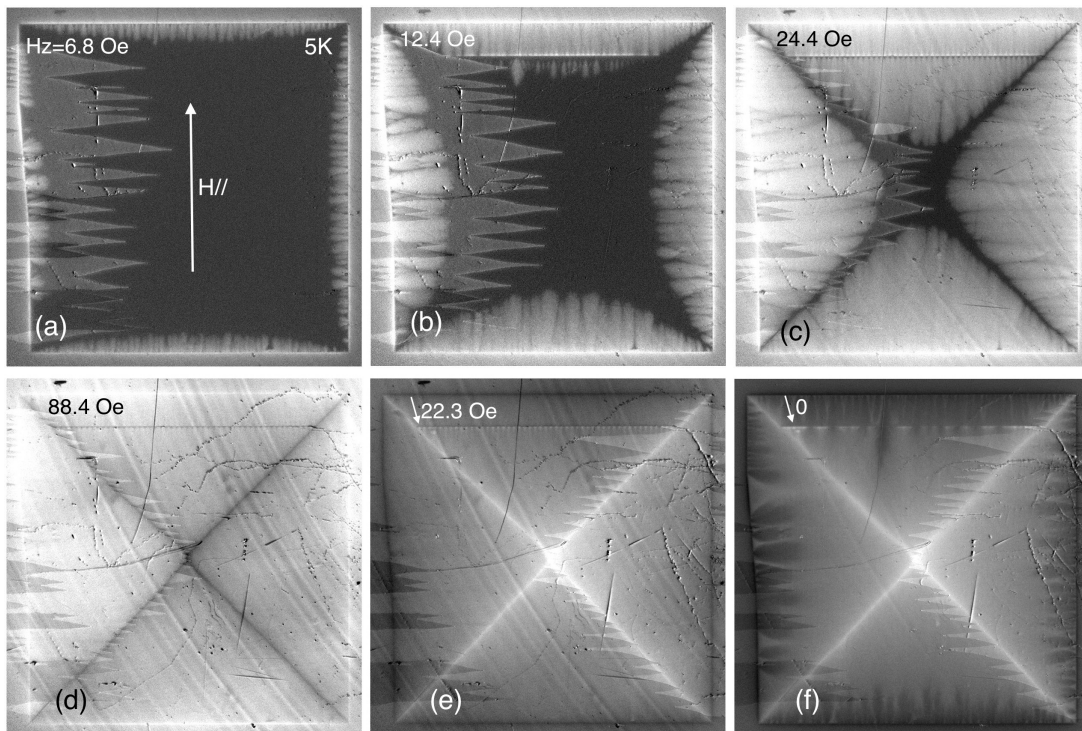 Hz=6.8 Oe
5K
H//
(a)
12.4 Oe
(b)
24.4 Oe
(c)
88.4 Oe
(d)
22.3 Oe
(e)
0
(f)